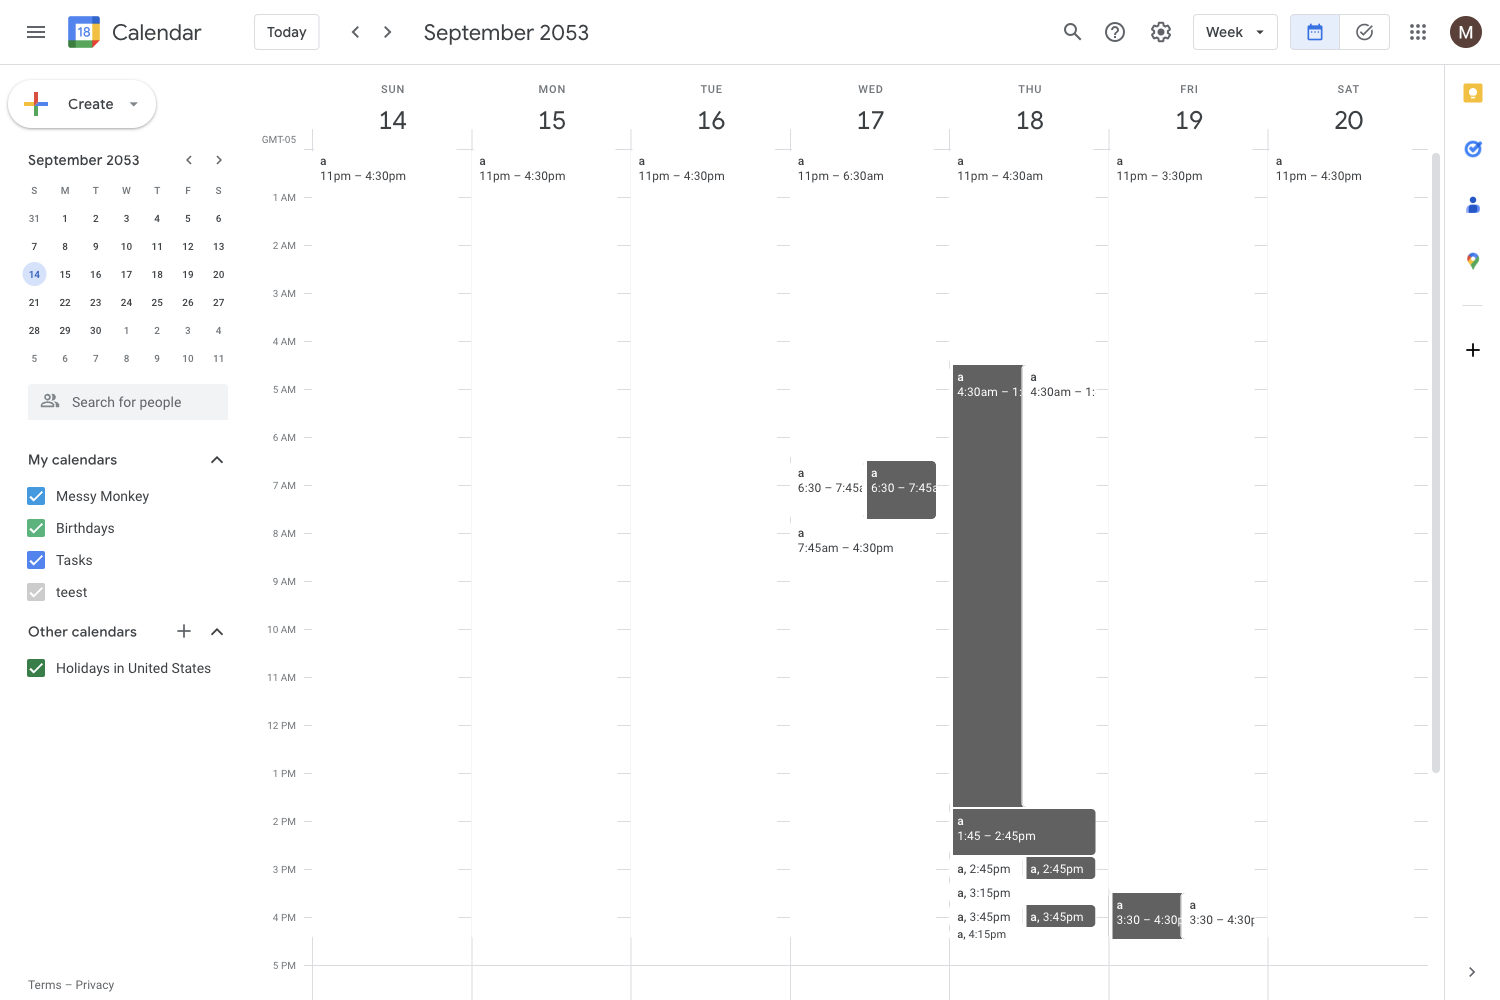 18 Calendar Today September 2053 Week M
Create
September 2053
S M T W T F S
31 1 2 3 4 5 6
7 8 9 10 11 12 13
14 15 16 17 18 19 20
21 22 23 24 25 26 27
28 29 30 1 2 3 4
5 6 7 8 9 10 11
Search for people
My calendars
Messy Monkey
Birthdays
Tasks
teest
Other calendars
Holidays in United States
Terms – Privacy
SUN MON TUE WED THU FRI SAT
14 15 16 17 18 19 20
GMT-05
1 AM
2 AM
3 AM
4 AM
5 AM
6 AM
7 AM
8 AM
9 AM
10 AM
11 AM
12 PM
1 PM
2 PM
3 PM
4 PM
5 PM
a
11pm – 4:30pm
a
11pm – 4:30pm
a
11pm – 4:30pm
a
11pm – 6:30am
a
6:30 – 7:45a
a
6:30 – 7:45a
a
7:45am – 4:30pm
a
11pm – 4:30am
a
4:30am – 1:
a
4:30am – 1:
a
1:45 – 2:45pm
a, 2:45pm
a, 2:45pm
a, 3:15pm
a, 3:45pm
a, 3:45pm
a, 4:15pm
a
11pm – 3:30pm
a
3:30 – 4:30p
a
3:30 – 4:30p
a
11pm – 4:30pm